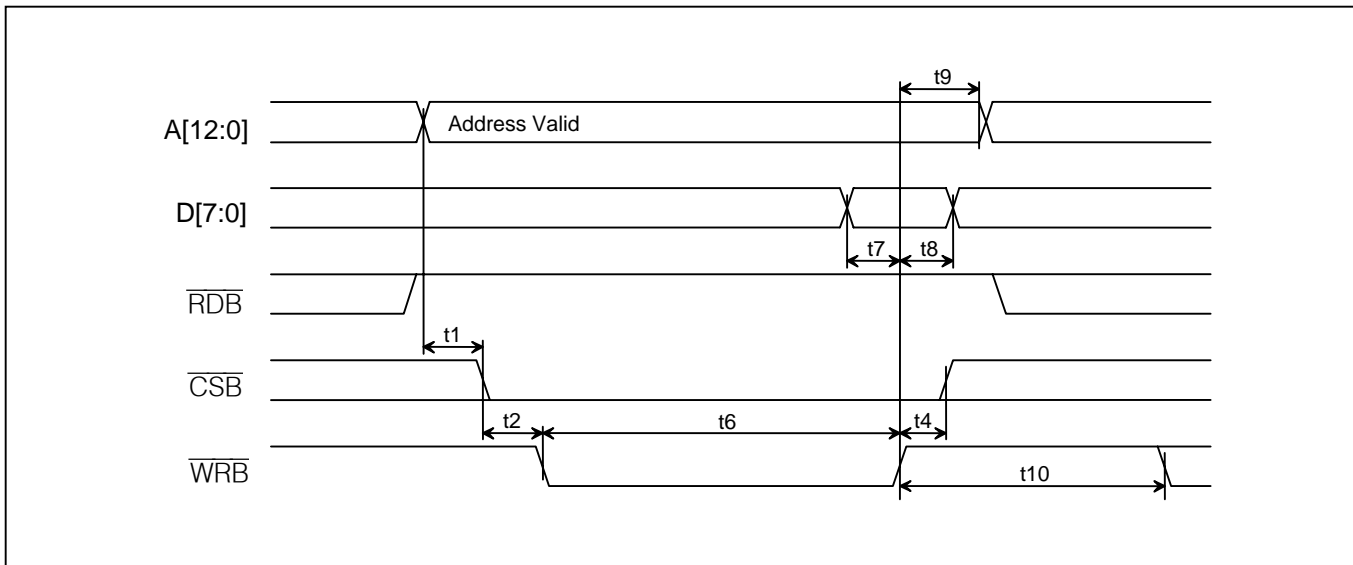 t9
A[12:0]
Address Valid
D[7:0]
t7
t8
RDB
t1
CSB
t2
t6
t4
WRB
t10